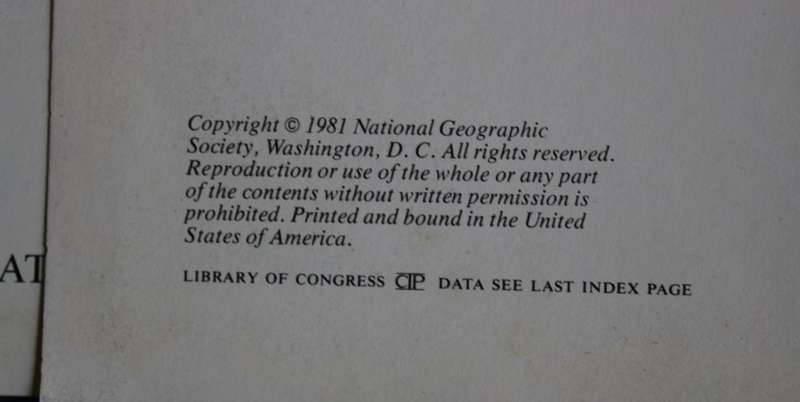 Copyright © 1981 National Geographic
Society, Washington, D. C. All rights reserved.
Reproduction or use of the whole or any part
of the contents without written permission is
prohibited. Printed and bound in the United
States of America.
AT
LIBRARY OF CONGRESS CIP DATA SEE LAST INDEX PAGE